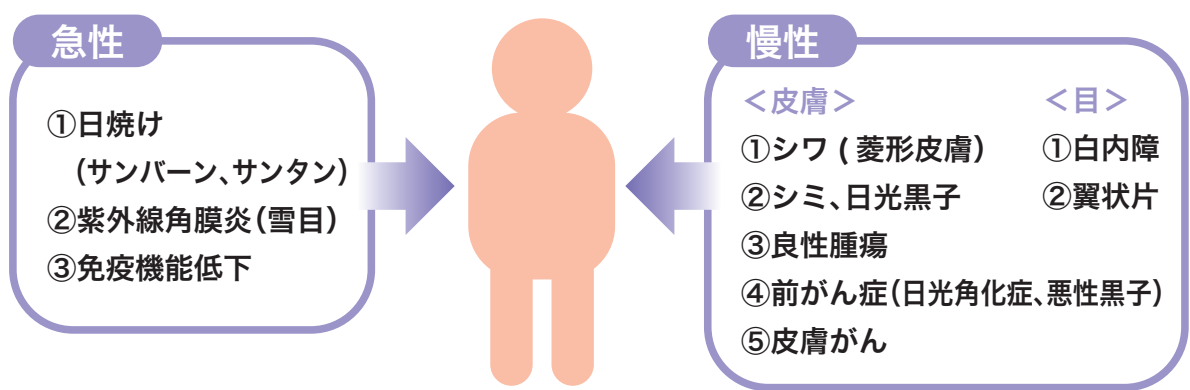 急性
①日焼け
(サンバーン、サンタン)
②紫外線角膜炎(雪目)
③免疫機能低下
慢性
＜皮膚＞
①シワ ( 菱形皮膚)
②シミ、日光黒子
③良性腫瘍
④前がん症(日光角化症、悪性黒子)
⑤皮膚がん
＜目＞
①白内障
②翼状片